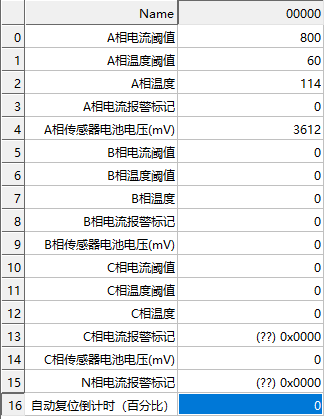 Name 00000
0 A相电流阈值 800
1 A相温度阈值 60
2 A相温度 114
3 A相电流报警标记 0
4 A相传感器电池电压(mV) 3612
5 B相电流阈值 0
6 B相温度阈值 0
7 B相温度 0
8 B相电流报警标记 0
9 B相传感器电池电压(mV) 0
10 C相电流阈值 0
11 C相温度阈值 0
12 C相温度 0
13 C相电流报警标记 (??) 0x0000
14 C相传感器电池电压(mV) 0
15 N相电流报警标记 (??) 0x0000
16 自动复位倒计时（百分比） 0